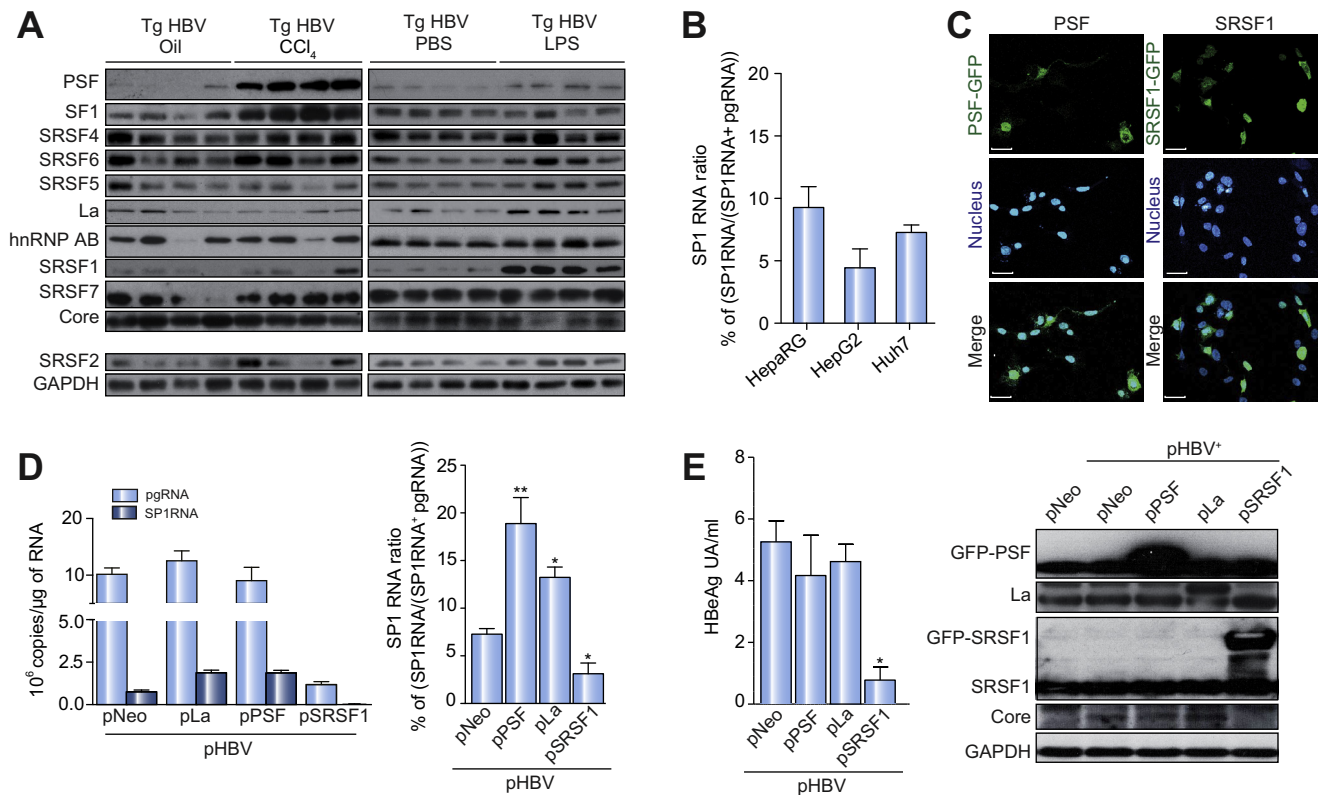 A
Tg HBV Tg HBV Tg HBV Tg HBV
Oil CCl4 PBS LPS
PSF
SF1
SRSF4
SRSF6
SRSF5
La
hnRNP AB
SRSF1
SRSF7
Core
SRSF2
GAPDH
B
SP1 RNA ratio
% of (SP1RNA/(SP1RNA+ pgRNA))
20
15
10
5
0
HepaRG HepG2 Huh7
C
PSF SRSF1
PSF-GFP SRSF1-GFP
Nucleus Nucleus
Merge Merge
D
10⁶ copies/µg of RNA
pgRNA
SP1RNA
20
10
5.0
2.5
0.0
pNeo pLa pPSF pSRSF1
pHBV
SP1 RNA ratio
% of (SP1RNA/(SP1RNA⁺ pgRNA))
25
20
15
10
5
0
** * *
pNeo pPSF pLa pSRSF1
pHBV
E
HBeAg UA/ml
8
6
4
2
0
*
pNeo pPSF pLa pSRSF1
pHBV
pHBV⁺
pNeo pNeo pPSF pLa pSRSF1
GFP-PSF
La
GFP-SRSF1
SRSF1
Core
GAPDH